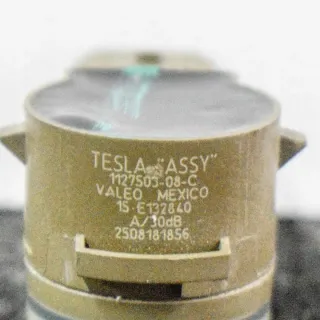 TESLA "ASSY"
1127503-08-C
VALEO MEXICO
15-E132840
A/30dB
2508181856